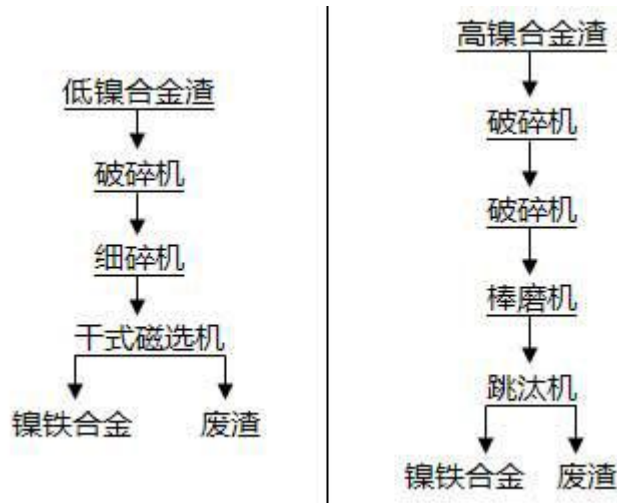 低镍合金渣
破碎机
细碎机
干式磁选机
镍铁合金 废渣
高镍合金渣
破碎机
破碎机
棒磨机
跳汰机
镍铁合金 废渣